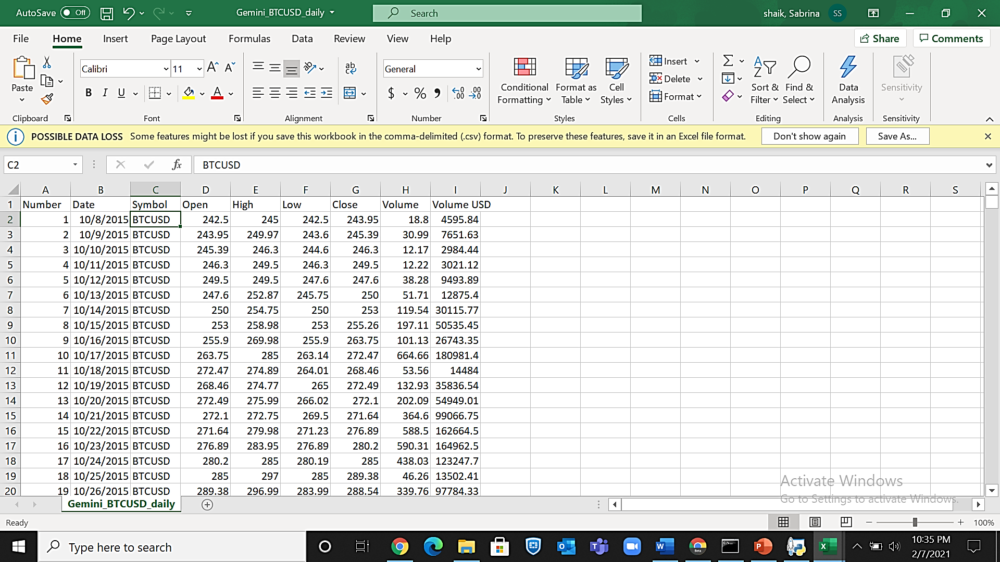 AutoSave Off Gemini_BTCUSD_daily Search shaik, Sabrina SS
File Home Insert Page Layout Formulas Data Review View Help Share Comments
Paste Calibri 11 General Conditional Formatting Format as Table Cell Styles Insert Delete Format Sort & Filter Find & Select Data Analysis Sensitivity
B I U A $ % ab
Clipboard Font Alignment Number Styles Cells Editing Analysis Sensitivity
POSSIBLE DATA LOSS Some features might be lost if you save this workbook in the comma-delimited (.csv) format. To preserve these features, save it in an Excel file format. Don't show again Save As...
C2 fx BTCUSD
A B C D E F G H I J K L M N O P Q R S
1 Number Date Symbol Open High Low Close Volume Volume USD
2 1 10/8/2015 BTCUSD 242.5 245 242.5 243.95 18.8 4595.84
3 2 10/9/2015 BTCUSD 243.95 249.97 243.6 245.39 30.99 7651.63
4 3 10/10/2015 BTCUSD 245.39 246.3 244.6 246.3 12.17 2984.44
5 4 10/11/2015 BTCUSD 246.3 249.5 246.3 249.5 12.22 3021.12
6 5 10/12/2015 BTCUSD 249.5 249.5 247.6 247.6 38.28 9493.89
7 6 10/13/2015 BTCUSD 247.6 252.87 245.75 250 51.71 12875.4
8 7 10/14/2015 BTCUSD 250 254.75 250 253 119.54 30115.77
9 8 10/15/2015 BTCUSD 253 258.98 253 255.26 197.11 50535.45
10 9 10/16/2015 BTCUSD 255.9 269.98 255.9 263.75 101.13 26743.35
11 10 10/17/2015 BTCUSD 263.75 285 263.14 272.47 664.66 180981.4
12 11 10/18/2015 BTCUSD 272.47 274.89 264.01 268.46 53.56 14484
13 12 10/19/2015 BTCUSD 268.46 274.77 265 272.49 132.93 35836.54
14 13 10/20/2015 BTCUSD 272.49 275.99 266.02 272.1 202.09 54949.01
15 14 10/21/2015 BTCUSD 272.1 272.75 269.5 271.64 364.6 99066.75
16 15 10/22/2015 BTCUSD 271.64 279.98 271.23 276.89 588.5 162664.5
17 16 10/23/2015 BTCUSD 276.89 283.95 276.89 280.2 590.31 164962.5
18 17 10/24/2015 BTCUSD 280.2 285 280.19 285 438.03 123247.7
19 18 10/25/2015 BTCUSD 285 297 285 289.38 46.26 13502.41
20 19 10/26/2015 BTCUSD 289.38 296.99 283.99 288.54 339.76 97784.33
Activate Windows
Go to Settings to activate Windows.
Gemini_BTCUSD_daily
Ready 100%
Type here to search 10:35 PM
2/7/2021